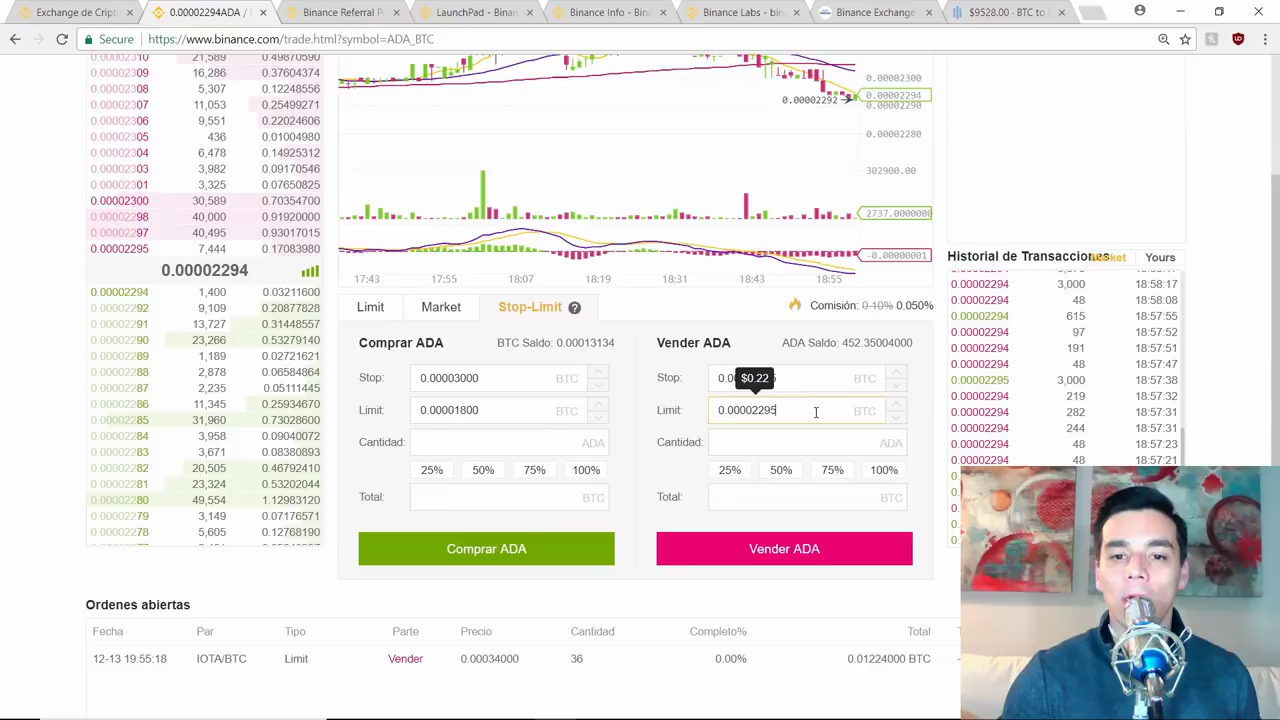 Exchange de Cript
0.00002294ADA /
Binance Referral P
LaunchPad - Binan
Binance Info - Bin
Binance Labs - bin
Binance Exchange
$9528.00 - BTC to
Secure
https://www.binance.com/trade.html?symbol=ADA_BTC
0.00002310 21,589 0.49870590
0.00002309 16,286 0.37604374
0.00002308 5,307 0.12248556
0.00002307 11,053 0.25499271
0.00002306 9,551 0.22024606
0.00002305 436 0.01004980
0.00002304 6,478 0.14925312
0.00002303 3,982 0.09170546
0.00002301 3,325 0.07650825
0.00002300 30,589 0.70354700
0.00002298 40,000 0.91920000
0.00002297 40,495 0.93017015
0.00002295 7,444 0.17083980
0.00002294
0.00002294 1,400 0.03211600
0.00002292 9,109 0.20877828
0.00002291 13,727 0.31448557
0.00002290 23,266 0.53279140
0.00002289 1,189 0.02721621
0.00002288 2,878 0.06584864
0.00002287 2,235 0.05111445
0.00002286 11,345 0.25934670
0.00002285 31,960 0.73028600
0.00002284 3,958 0.09040072
0.00002283 3,671 0.08380893
0.00002282 20,505 0.46792410
0.00002281 23,324 0.53202044
0.00002280 49,554 1.12983120
0.00002279 3,149 0.07176571
0.00002278 5,605 0.12768190
0.00002292
0.00002300
0.00002294
0.00002290
0.00002280
302900.00
2737.0000000
-0.00000001
17:43 17:55 18:07 18:19 18:31 18:43 18:55
Limit Market Stop-Limit ?
Comisión: 0.10% 0.050%
Comprar ADA BTC Saldo: 0.00013134
Stop: 0.00003000 BTC
Limit: 0.00001800 BTC
Cantidad: ADA
25% 50% 75% 100%
Total: BTC
Comprar ADA
Vender ADA ADA Saldo: 452.35004000
Stop: BTC
$0.22
Limit: 0.00002295 BTC
Cantidad: ADA
25% 50% 75% 100%
Total: BTC
Vender ADA
Historial de Transacciones Market Yours
0.00002294 3,000 18:58:17
0.00002294 48 18:58:08
0.00002294 615 18:57:55
0.00002294 97 18:57:52
0.00002294 191 18:57:51
0.00002294 48 18:57:47
0.00002295 3,000 18:57:38
0.00002294 219 18:57:32
0.00002294 282 18:57:31
0.00002294 244 18:57:31
0.00002294 48 18:57:23
0.00002294 48 18:57:21
Ordenes abiertas
Fecha Par Tipo Parte Precio Cantidad Completo% Total
12-13 19:55:18 IOTA/BTC Limit Vender 0.00034000 36 0.00% 0.01224000 BTC